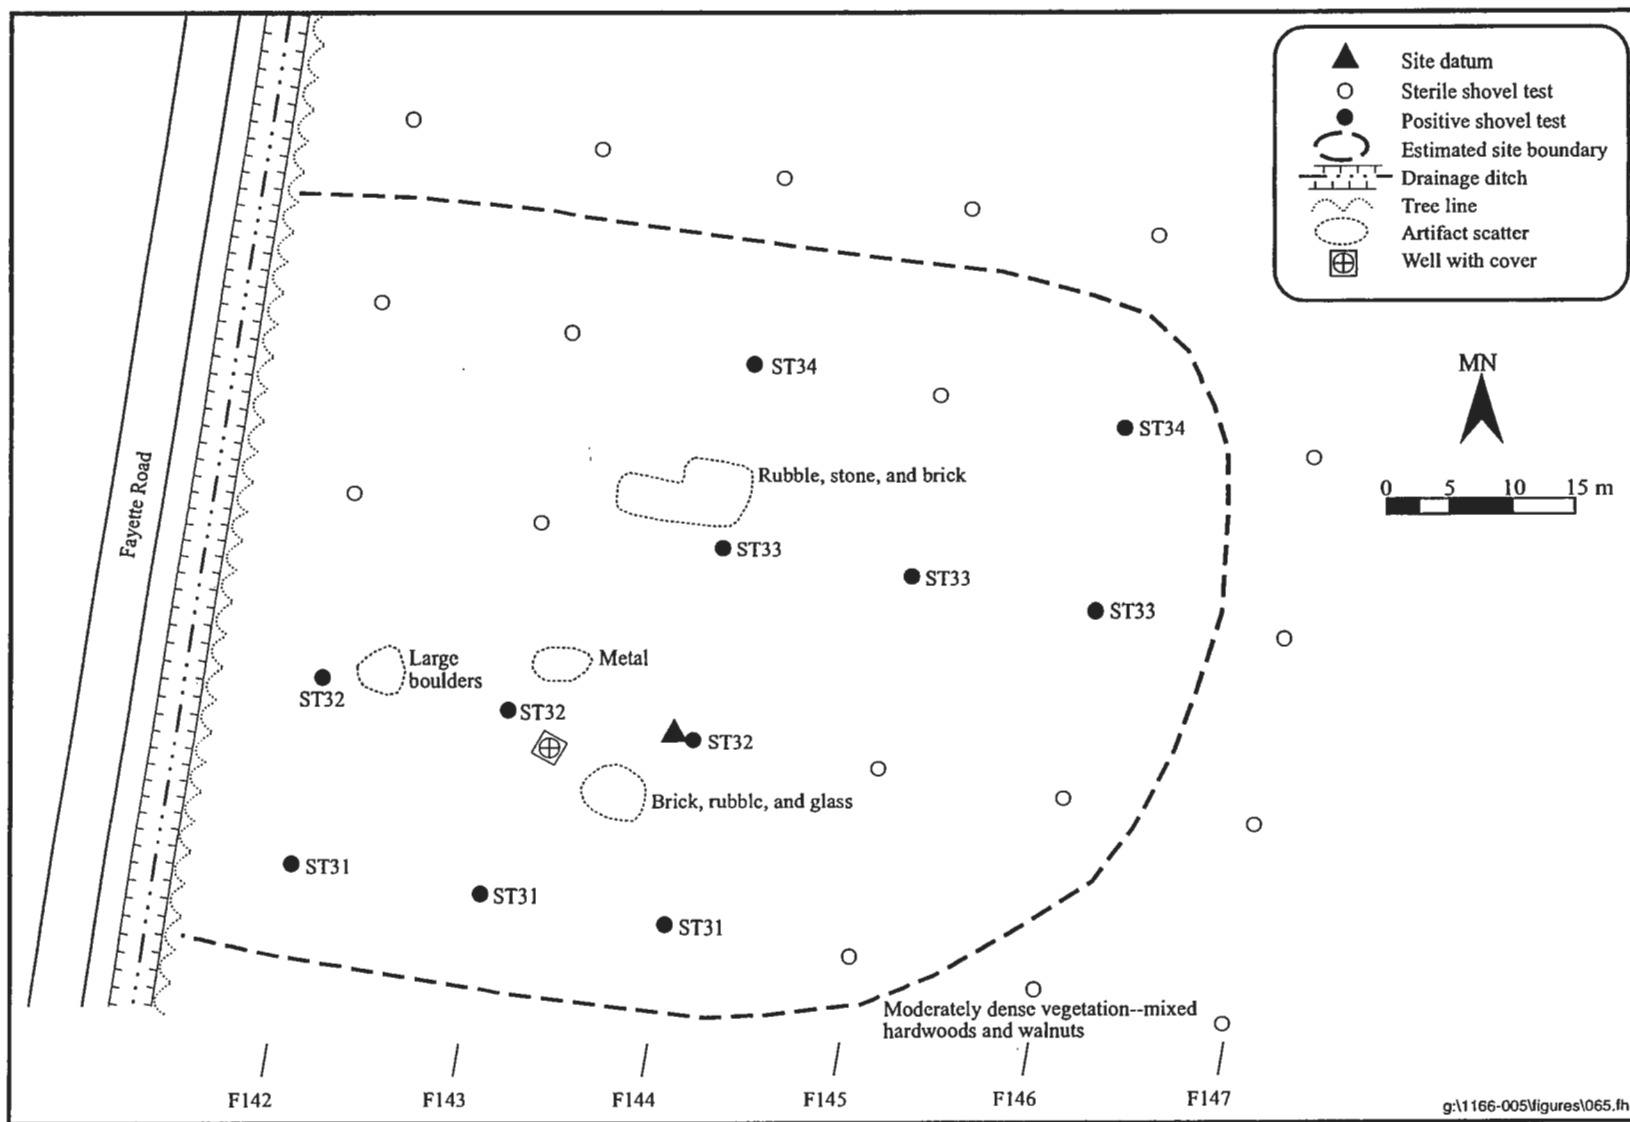 Site datum
Sterile shovel test
Positive shovel test
Estimated site boundary
Drainage ditch
Tree line
Artifact scatter
Well with cover
MN
0 5 10 15 m
Fayette Road
ST34
ST34
Rubble, stone, and brick
ST33
ST33
ST33
Large
boulders
Metal
ST32
ST32
ST32
Brick, rubble, and glass
ST31
ST31
ST31
Moderately dense vegetation--mixed
hardwoods and walnuts
F142 F143 F144 F145 F146 F147
g:\1166-005\figures\065.fh